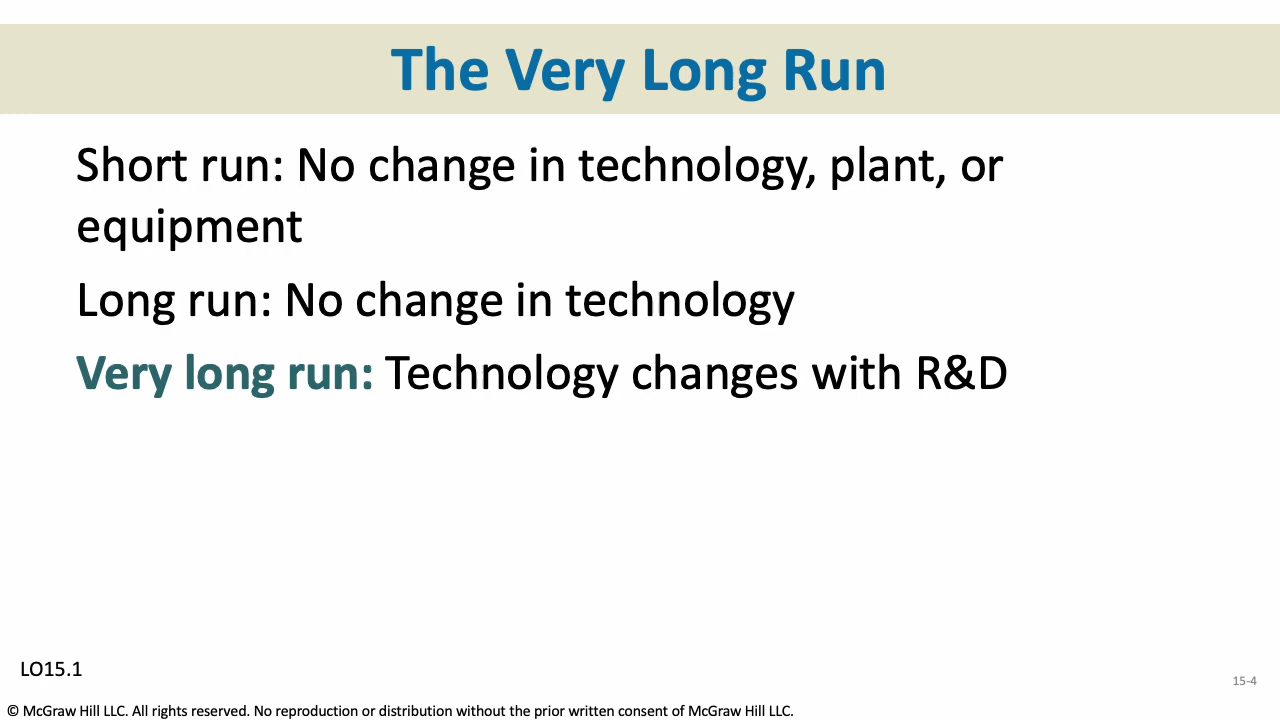 The Very Long Run
Short run: No change in technology, plant, or
equipment
Long run: No change in technology
Very long run: Technology changes with R&D
LO15.1
15-4
© McGraw Hill LLC. All rights reserved. No reproduction or distribution without the prior written consent of McGraw Hill LLC.